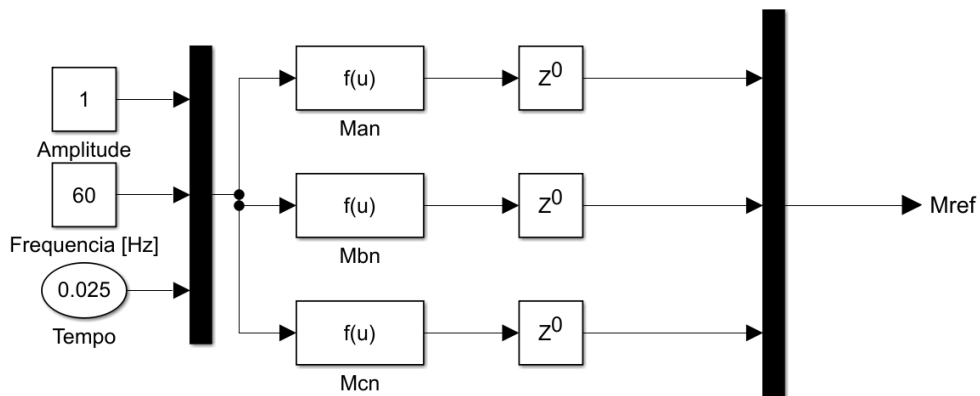 1
Amplitude
60
Frequencia [Hz]
0.025
Tempo
f(u)
Man
Z0
f(u)
Mbn
Z0
f(u)
Mcn
Z0
Mref